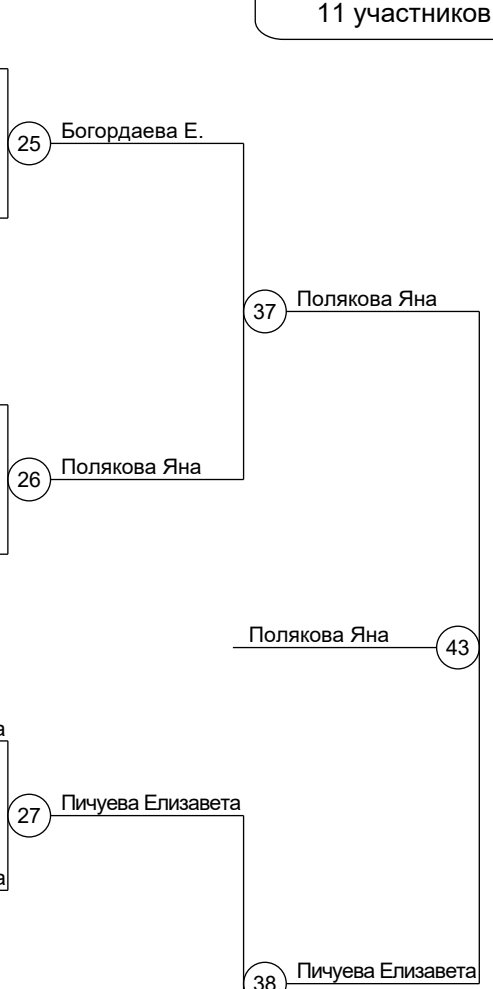 11 участников
25 Богордаева Е.
37 Полякова Яна
26 Полякова Яна
Полякова Яна 43
а
27 Пичуева Елизавета
а
38 Пичуева Елизавета